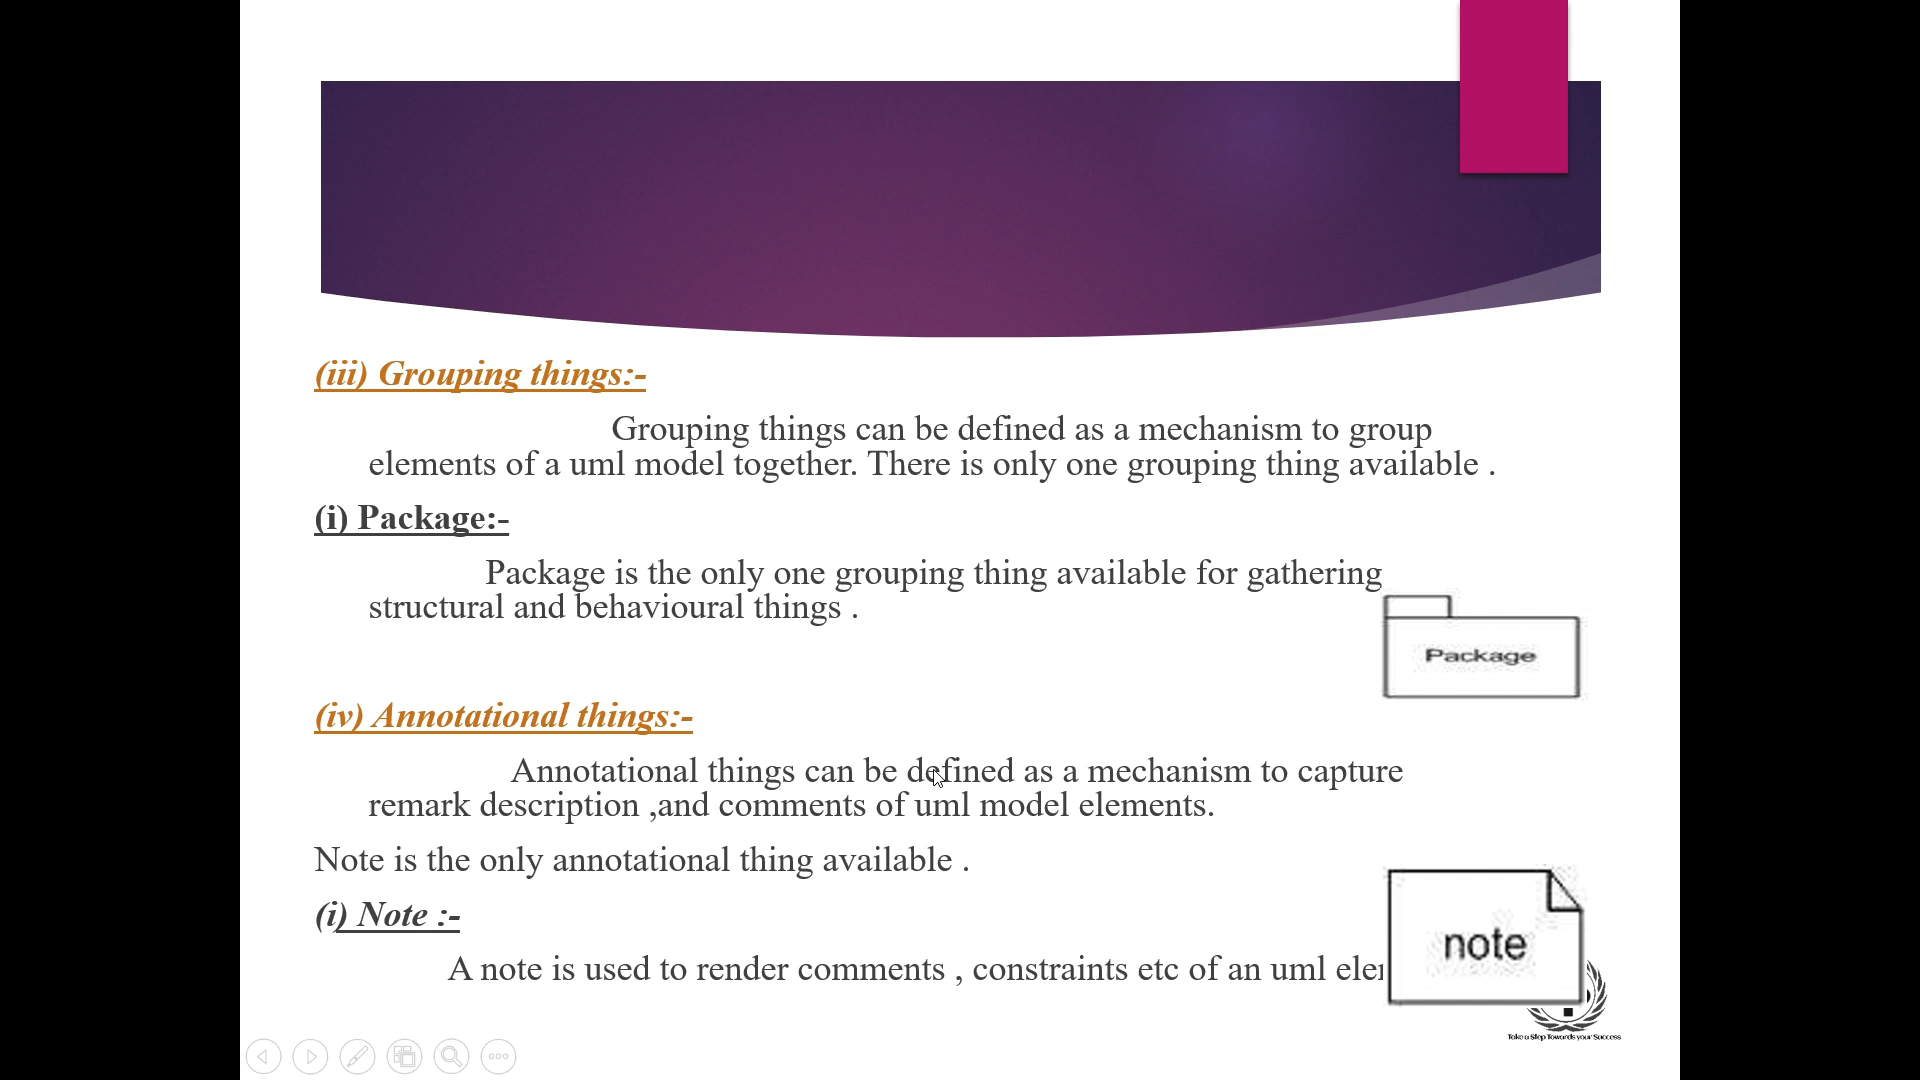 (iii) Grouping things:-
Grouping things can be defined as a mechanism to group
elements of a uml model together. There is only one grouping thing available .
(i) Package:-
Package is the only one grouping thing available for gathering
structural and behavioural things .
Package
(iv) Annotational things:-
Annotational things can be defined as a mechanism to capture
remark description ,and comments of uml model elements.
Note is the only annotational thing available .
(i) Note :-
A note is used to render comments , constraints etc of an uml
note
Take a Step Towards your Success